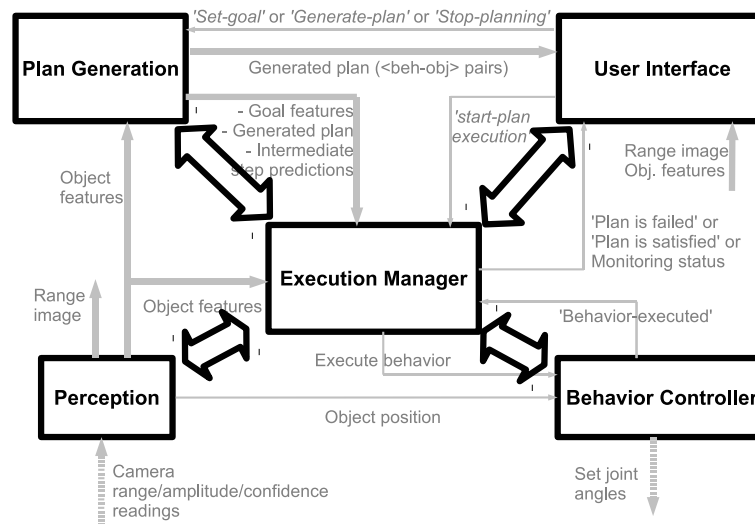 'Set-goal' or 'Generate-plan' or 'Stop-planning'
Plan Generation
User Interface
Generated plan (<beh-obj> pairs)
- Goal features
- Generated plan
- Intermediate
step predictions
'start-plan
execution
Object
features
Range image
Obj. features
'Plan is failed' or
'Plan is satisfied' or
Monitoring status
Execution Manager
Range
image
Object features
'Behavior-executed'
Execute behavior
Perception
Behavior Controller
Object position
Camera
range/amplitude/confidence
readings
Set joint
angles